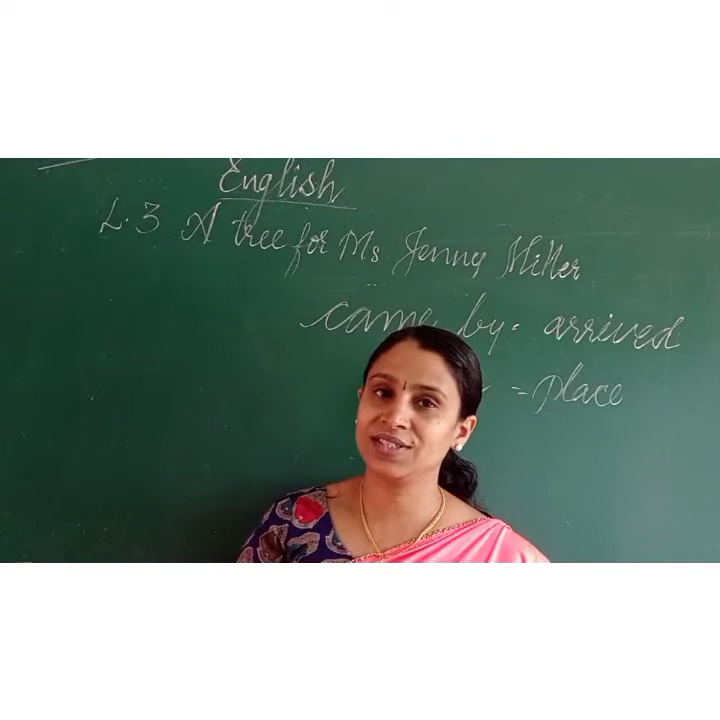 English
L.3 A tree for Ms. Jenny Miller
came by. arrived
= place